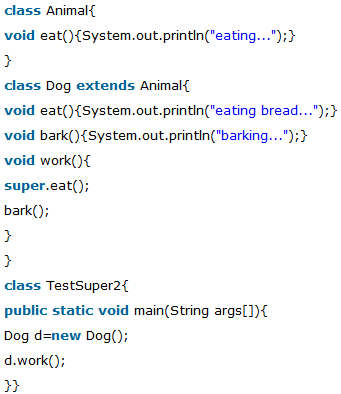 class Animal{
void eat(){System.out.println("eating...");}
}
class Dog extends Animal{
void eat(){System.out.println("eating bread...");}
void bark(){System.out.println("barking...");}
void work(){
super.eat();
bark();
}
}
class TestSuper2{
public static void main(String args[]){
Dog d=new Dog();
d.work();
}}